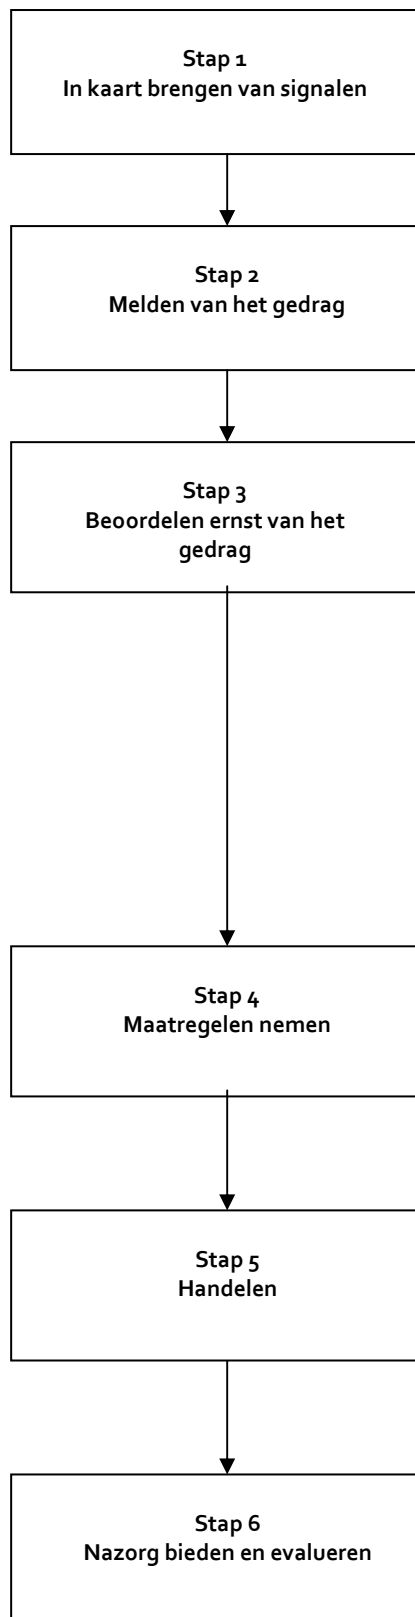 Stap 1
In kaart brengen van signalen
Stap 2
Melden van het gedrag
Stap 3
Beoordelen ernst van het
gedrag
Stap 4
Maatregelen nemen
Stap 5
Handelen
Stap 6
Nazorg bieden en evalueren